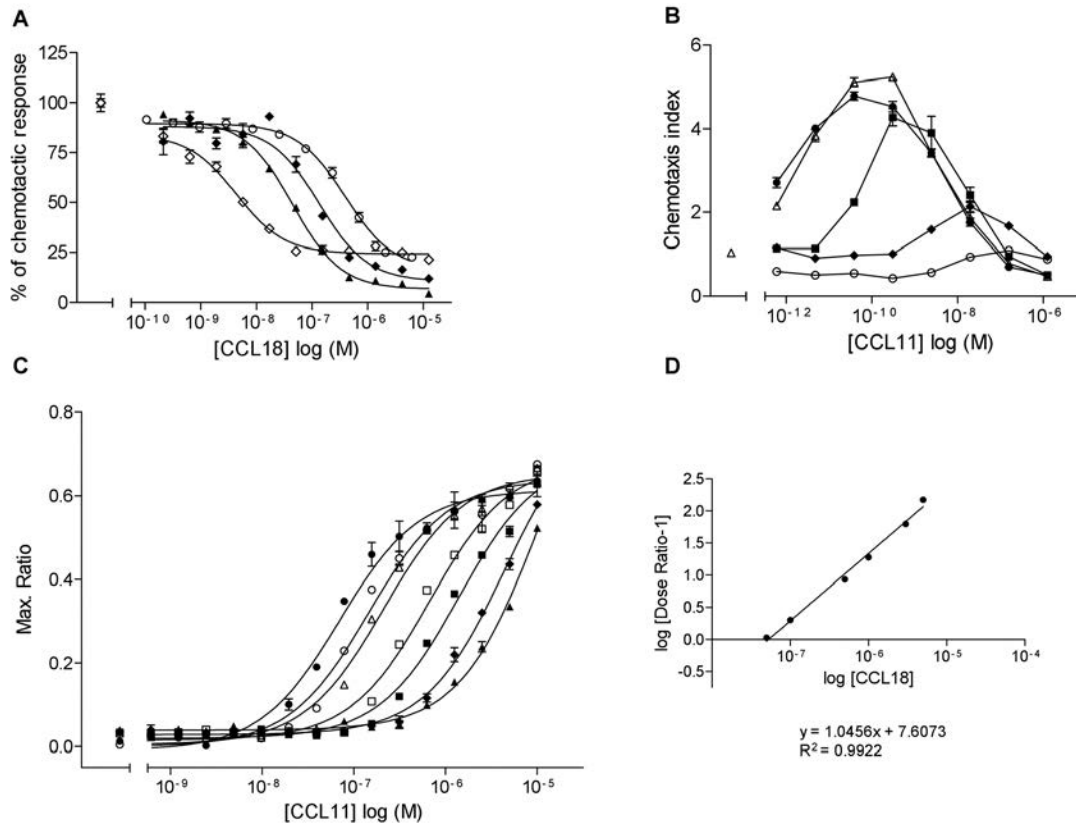 A
125
100
75
50
25
0
% of chemotactic response
10⁻¹⁰ 10⁻⁹ 10⁻⁸ 10⁻⁷ 10⁻⁶ 10⁻⁵
[CCL18] log (M)
B
6
4
2
0
Chemotaxis index
10⁻¹² 10⁻¹⁰ 10⁻⁸ 10⁻⁶
[CCL11] log (M)
C
0.8
0.6
0.4
0.2
0.0
Max. Ratio
10⁻⁹ 10⁻⁸ 10⁻⁷ 10⁻⁶ 10⁻⁵
[CCL11] log (M)
D
2.5
2.0
1.5
1.0
0.5
0.0
-0.5
log [Dose Ratio-1]
10⁻⁷ 10⁻⁶ 10⁻⁵ 10⁻⁴
log [CCL18]
y = 1.0456x + 7.6073
R² = 0.9922